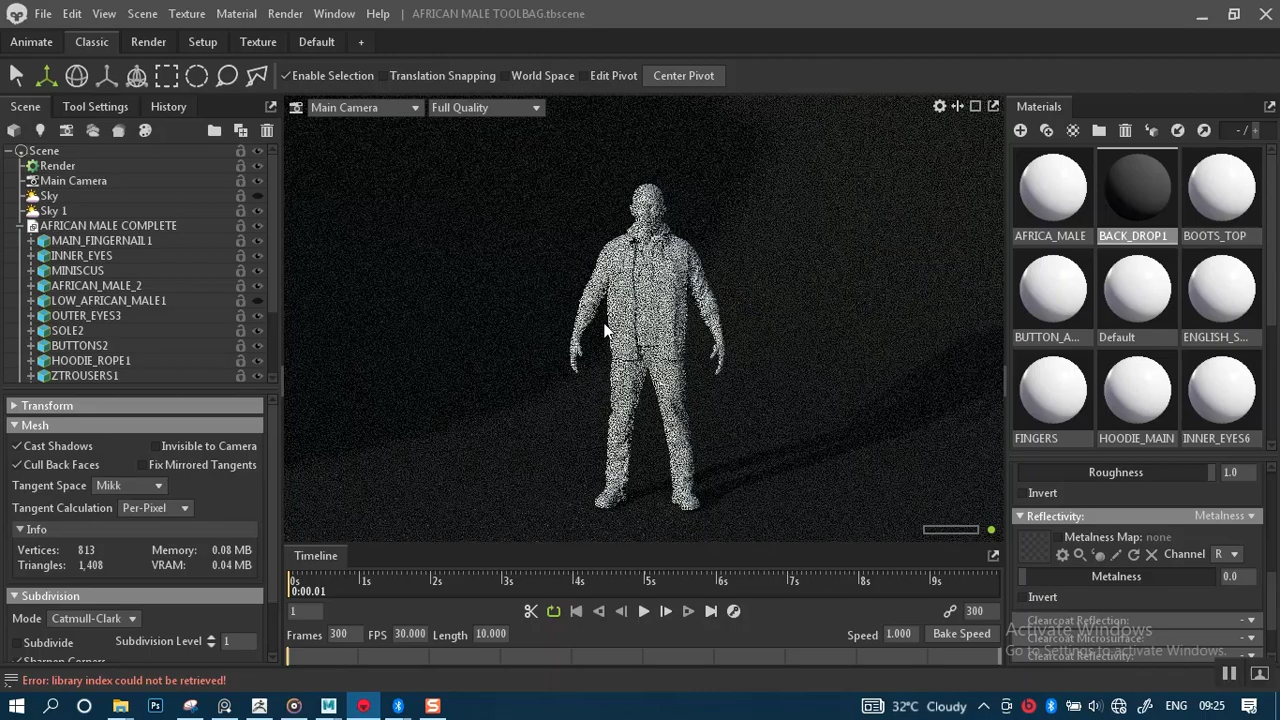 File Edit View Scene Texture Material Render Window Help AFRICAN MALE TOOLBAG.tbscene
Animate Classic Render Setup Texture Default +
Enable Selection Translation Snapping World Space Edit Pivot Center Pivot
Scene Tool Settings History
Main Camera Full Quality
Materials
- /
Scene
Render
Main Camera
Sky
Sky 1
AFRICAN MALE COMPLETE
MAIN_FINGERNAIL1
INNER_EYES
MINISCUS
AFRICAN_MALE_2
LOW_AFRICAN_MALE1
OUTER_EYES3
SOLE2
BUTTONS2
HOODIE_ROPE1
ZTROUSERS1
AFRICA_MALE BACK_DROP1 BOOTS_TOP
BUTTON_A... Default ENGLISH_S...
FINGERS HOODIE_MAIN INNER_EYES6
Transform
Mesh
Cast Shadows Invisible to Camera
Cull Back Faces Fix Mirrored Tangents
Tangent Space Mikk
Tangent Calculation Per-Pixel
Info
Vertices: 813 Memory: 0.08 MB
Triangles: 1,408 VRAM: 0.04 MB
Subdivision
Mode Catmull-Clark
Subdivide Subdivision Level 1
Sharpen Corners
Roughness 1.0
Invert
Reflectivity: Metalness
Metalness Map: none
Channel R
Metalness 0.0
Invert
Clearcoat Reflection: -
Clearcoat Microsurface: -
Clearcoat Reflectivity: -
Activate Windows
Go to Settings to activate Windows.
Timeline
0s 1s 2s 3s 4s 5s 6s 7s 8s 9s
0:00.01
1 300
Frames 300 FPS 30.000 Length 10.000 Speed 1.000 Bake Speed
Error: library index could not be retrieved!
32°C Cloudy ENG 09:25